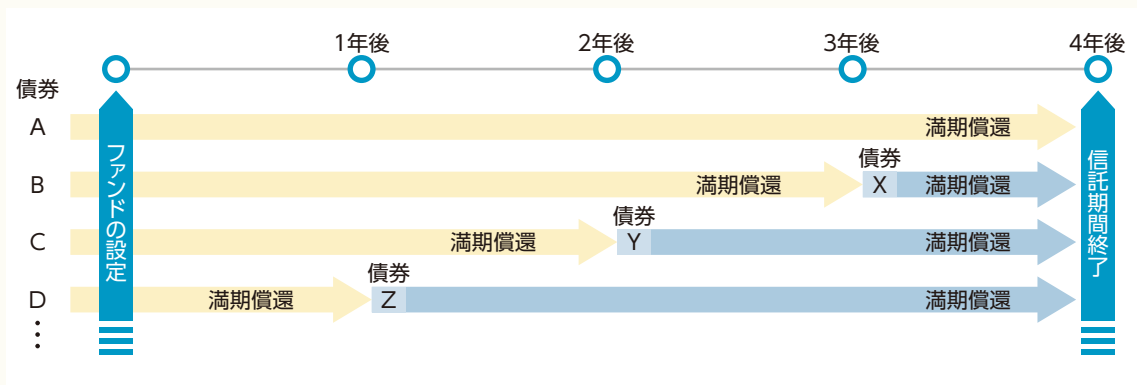 1年後
2年後
3年後
4年後
債券
ファンドの設定
信託期間終了
A
満期償還
B
満期償還
債券
X
満期償還
C
満期償還
債券
Y
満期償還
D
満期償還
債券
Z
満期償還
⋮